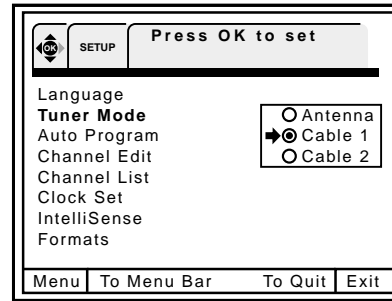 OK
SETUP
Press OK to set
Language
Tuner Mode
Antenna
Auto Program
Cable 1
Channel Edit
Cable 2
Channel List
Clock Set
IntelliSense
Formats
Menu To Menu Bar To Quit Exit